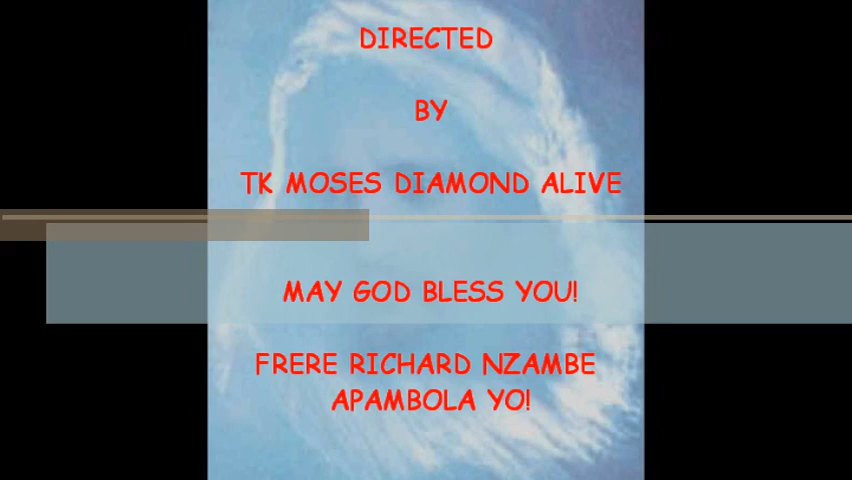 DIRECTED
BY
TK MOSES DIAMOND ALIVE
MAY GOD BLESS YOU!
FRERE RICHARD NZAMBE
APAMBOLA YO!